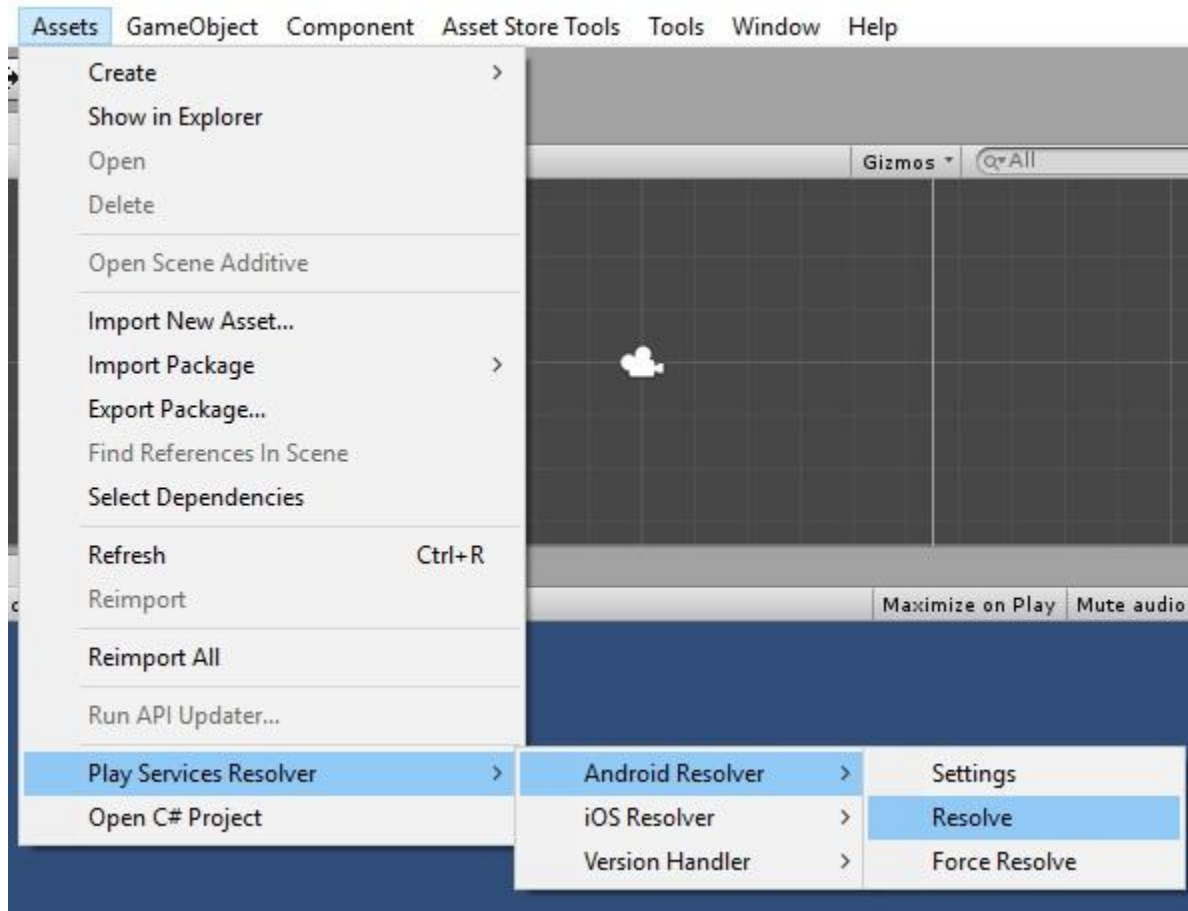 Assets GameObject Component Asset Store Tools Tools Window Help
Create
Show in Explorer
Open
Delete
Open Scene Additive
Import New Asset...
Import Package
Export Package...
Find References In Scene
Select Dependencies
Refresh Ctrl+R
Reimport
Reimport All
Run API Updater...
Play Services Resolver
Open C# Project
Android Resolver
iOS Resolver
Version Handler
Settings
Resolve
Force Resolve
Gizmos All
Maximize on Play Mute audio